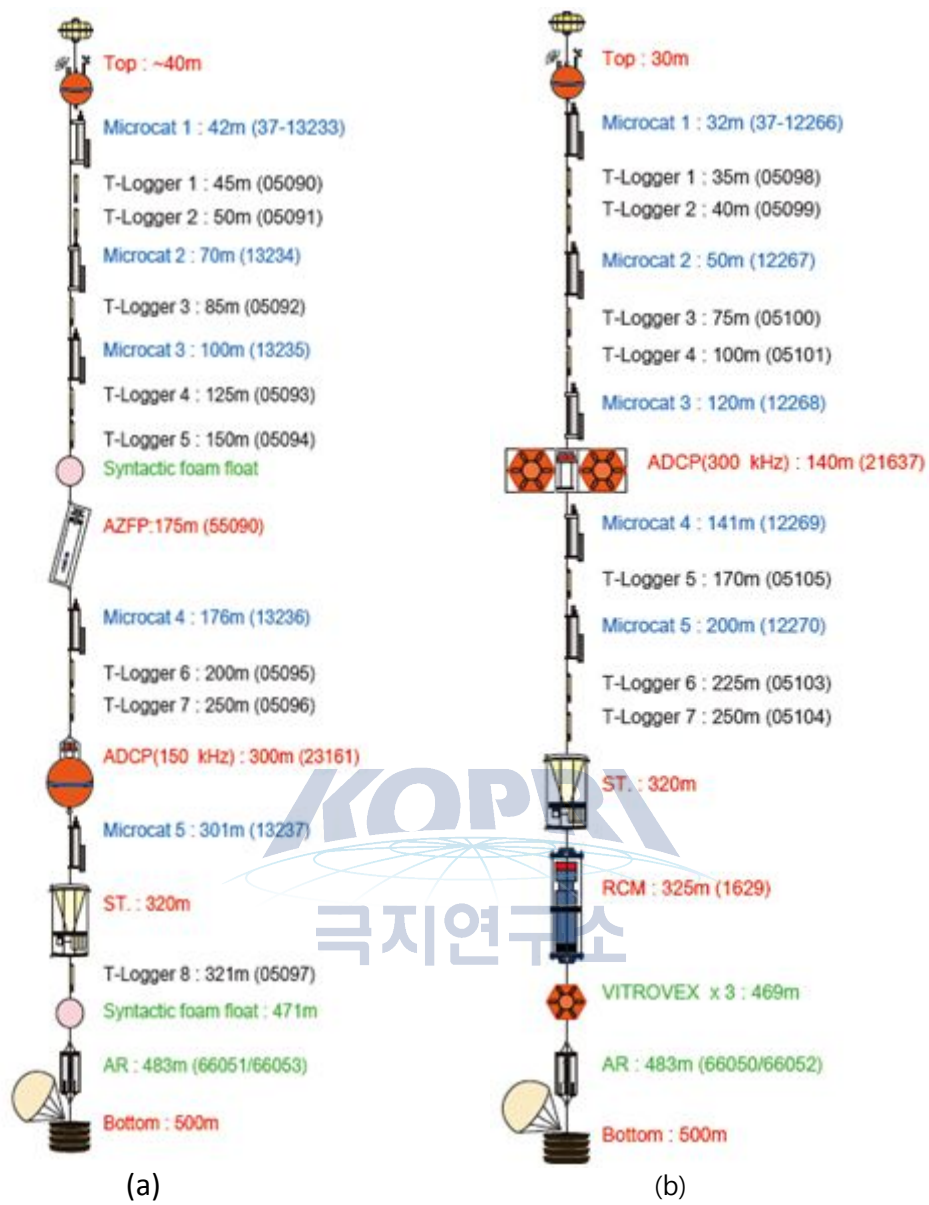 Top : ~40m
Microcat 1 : 42m (37-13233)
T-Logger 1 : 45m (05090)
T-Logger 2 : 50m (05091)
Microcat 2 : 70m (13234)
T-Logger 3 : 85m (05092)
Microcat 3 : 100m (13235)
T-Logger 4 : 125m (05093)
T-Logger 5 : 150m (05094)
Syntactic foam float
AZFP:175m (55090)
Microcat 4 : 176m (13236)
T-Logger 6 : 200m (05095)
T-Logger 7 : 250m (05096)
ADCP(150 kHz) : 300m (23161)
Microcat 5 : 301m (13237)
ST. : 320m
T-Logger 8 : 321m (05097)
Syntactic foam float : 471m
AR : 483m (66051/66053)
Bottom : 500m
(a)
Top : 30m
Microcat 1 : 32m (37-12266)
T-Logger 1 : 35m (05098)
T-Logger 2 : 40m (05099)
Microcat 2 : 50m (12267)
T-Logger 3 : 75m (05100)
T-Logger 4 : 100m (05101)
Microcat 3 : 120m (12268)
ADCP(300 kHz) : 140m (21637)
Microcat 4 : 141m (12269)
T-Logger 5 : 170m (05105)
Microcat 5 : 200m (12270)
T-Logger 6 : 225m (05103)
T-Logger 7 : 250m (05104)
ST. : 320m
RCM : 325m (1629)
VITROVEX x 3 : 469m
AR : 483m (66050/66052)
Bottom : 500m
(b)
KOPRI
극지연구소